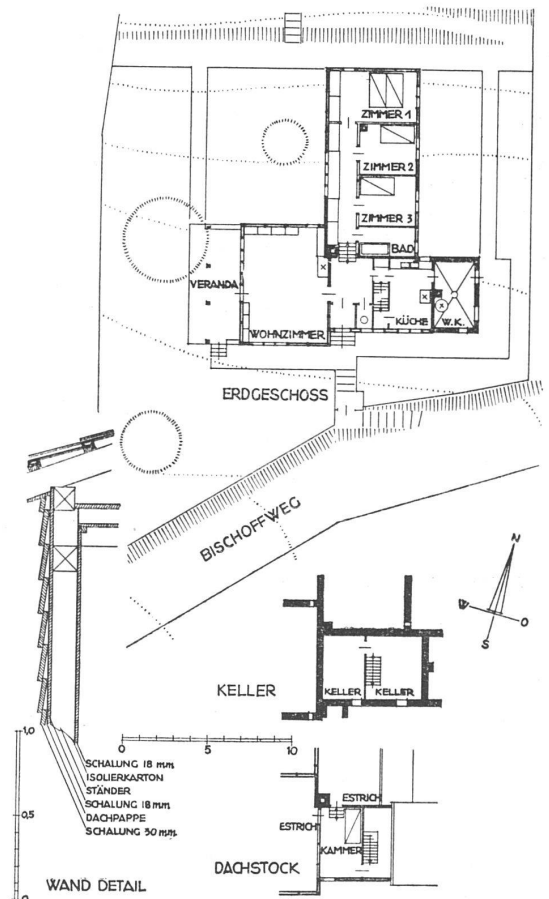 ZIMMER 1
ZIMMER 2
ZIMMER 3
BAD
VERANDA
WOHNZIMMER
KÜCHE
W.K.
ERDGESCHOSS
BISCHOFFWEG
N
W
O
S
KELLER
KELLER KELLER
0 5 10
1,0
0,5
0
SCHALUNG 18 mm
ISOLIERKARTON
STÄNDER
SCHALUNG 18 mm
DACHPAPPE
SCHALUNG 30 mm
WAND DETAIL
ESTRICH
ESTRICH
KAMMER
DACHSTOCK